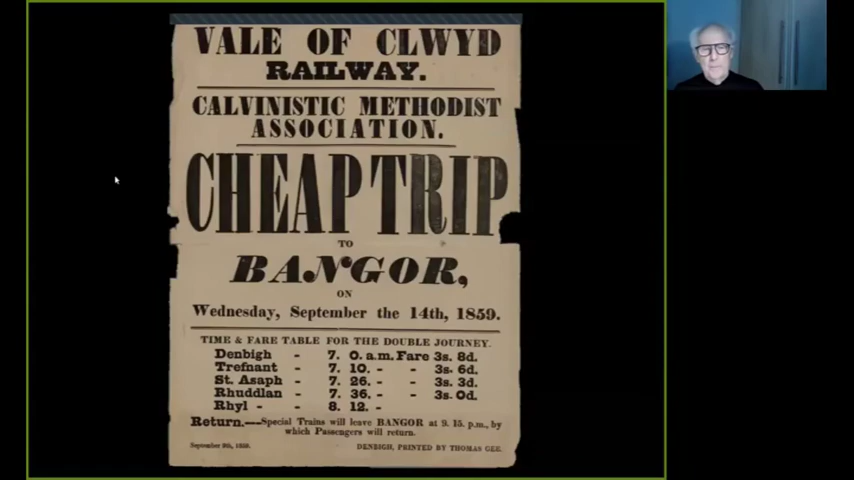 VALE OF CLWYD
RAILWAY.
CALVINISTIC METHODIST
ASSOCIATION.
CHEAP TRIP
TO
BANGOR,
ON
Wednesday, September the 14th, 1859.
TIME & FARE TABLE FOR THE DOUBLE JOURNEY.
Denbigh - 7. 0. a.m. Fare 3s. 8d.
Trefnant - 7. 10. - - 3s. 6d.
St. Asaph - 7. 26. - - 3s. 3d.
Rhuddlan - 7. 36. - - 3s. 0d.
Rhyl - - 8. 12. -
Return.—Special Trains will leave BANGOR at 9. 15. p.m., by
which Passengers will return.
September 9th, 1859. DENBIGH, PRINTED BY THOMAS GEE.